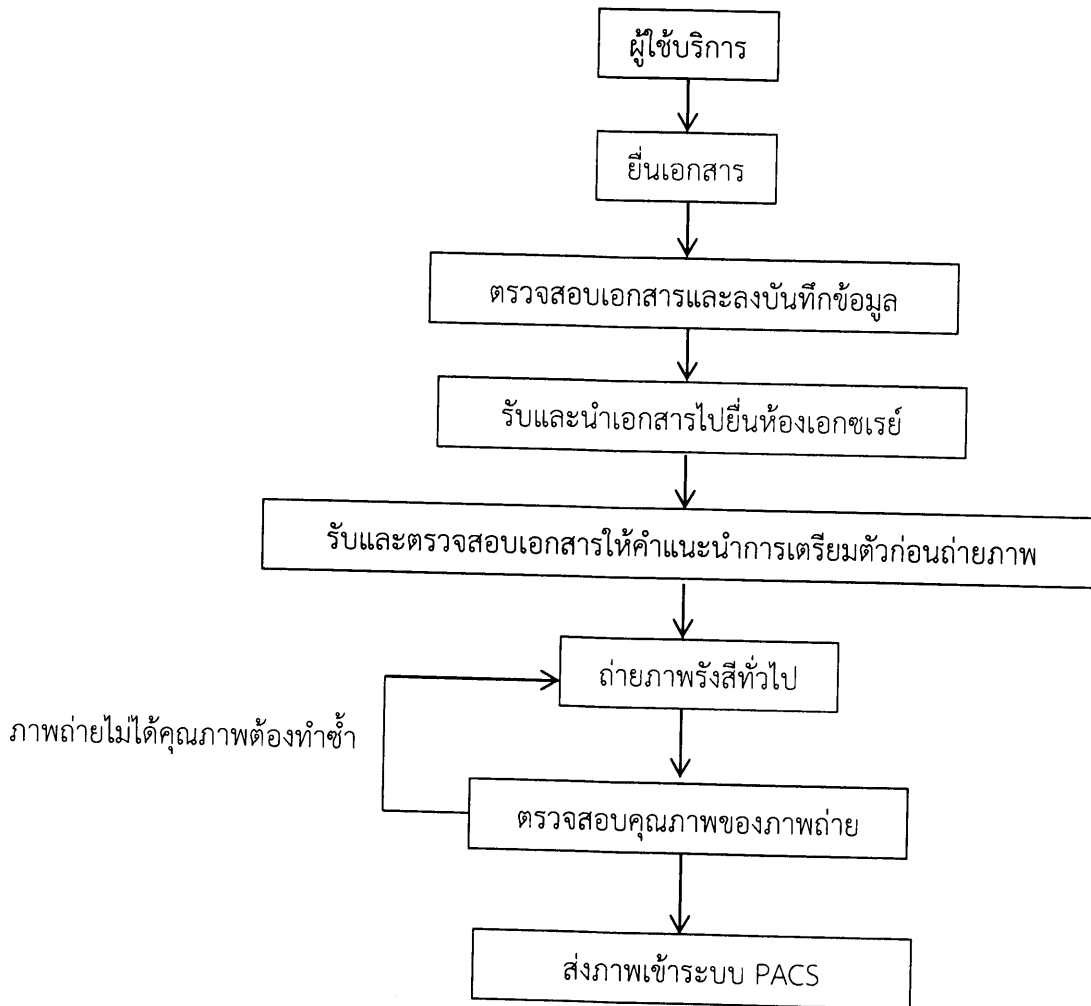 ผู้ใช้บริการ
ยื่นเอกสาร
ตรวจสอบเอกสารและลงบันทึกข้อมูล
รับและนำเอกสารไปยื่นห้องเอกซเรย์
รับและตรวจสอบเอกสารให้คำแนะนำการเตรียมตัวก่อนถ่ายภาพ
ถ่ายภาพรังสีทั่วไป
ภาพถ่ายไม่ได้คุณภาพต้องทำซ้ำ
ตรวจสอบคุณภาพของภาพถ่าย
ส่งภาพเข้าระบบ PACS